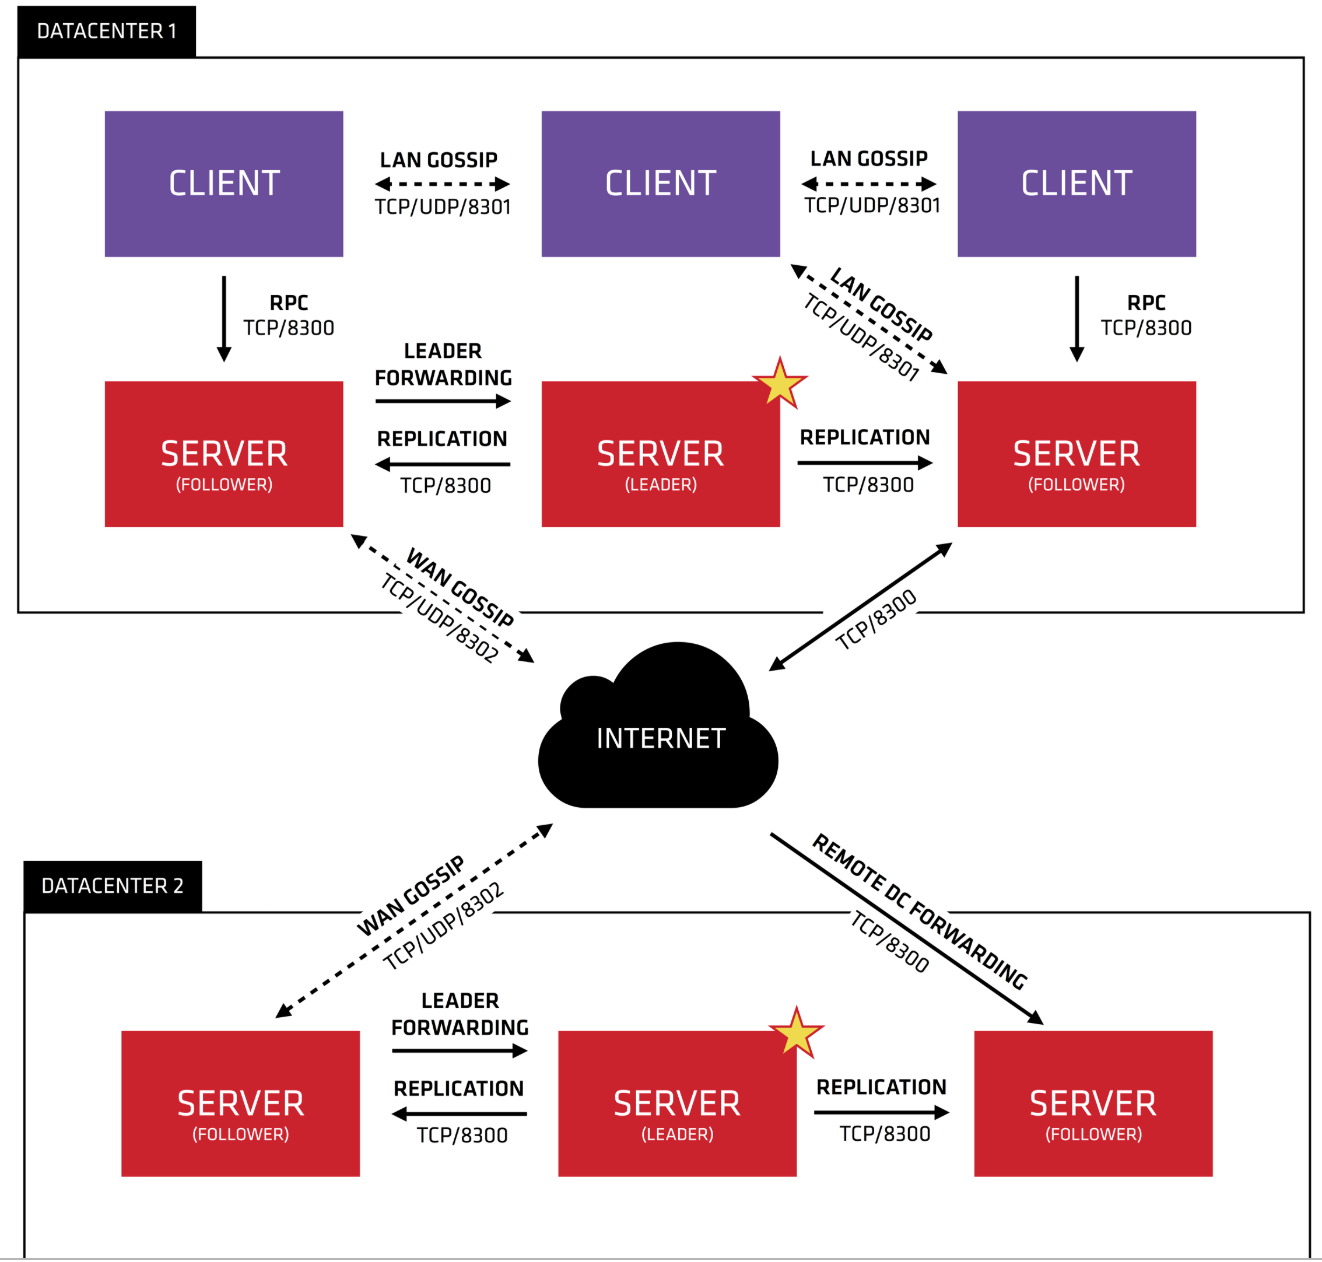 DATACENTER 1
CLIENT
LAN GOSSIP
TCP/UDP/8301
CLIENT
LAN GOSSIP
TCP/UDP/8301
CLIENT
RPC
TCP/8300
LAN GOSSIP
TCP/UDP/8301
RPC
TCP/8300
SERVER
(FOLLOWER)
LEADER
FORWARDING
REPLICATION
TCP/8300
SERVER
(LEADER)
REPLICATION
TCP/8300
SERVER
(FOLLOWER)
WAN GOSSIP
TCP/UDP/8302
TCP/8300
INTERNET
DATACENTER 2
WAN GOSSIP
TCP/UDP/8302
REMOTE DC FORWARDING
TCP/8300
SERVER
(FOLLOWER)
LEADER
FORWARDING
REPLICATION
TCP/8300
SERVER
(LEADER)
REPLICATION
TCP/8300
SERVER
(FOLLOWER)